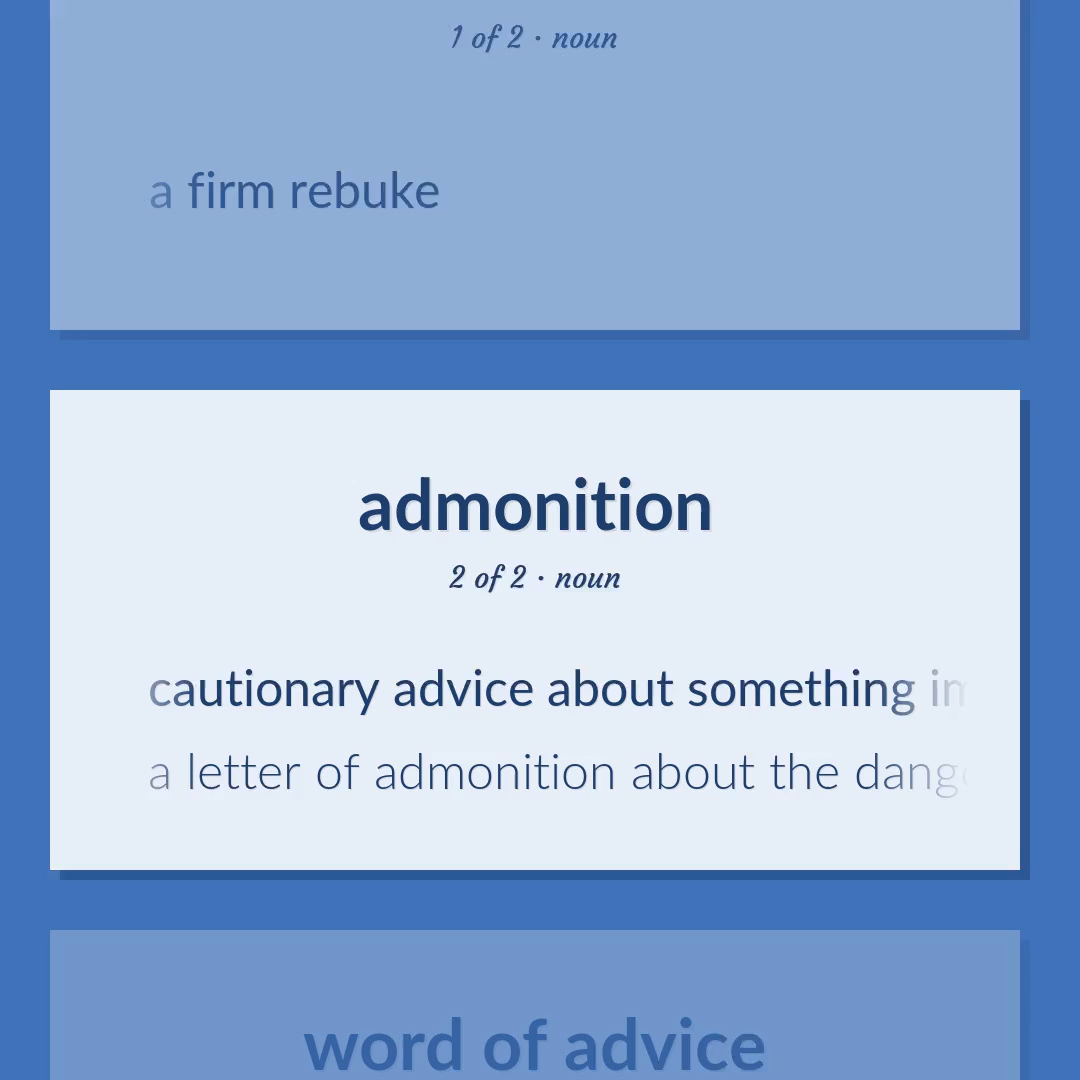 1 of 2 · noun
a firm rebuke
admonition
2 of 2 · noun
cautionary advice about something
a letter of admonition about the
word of advice